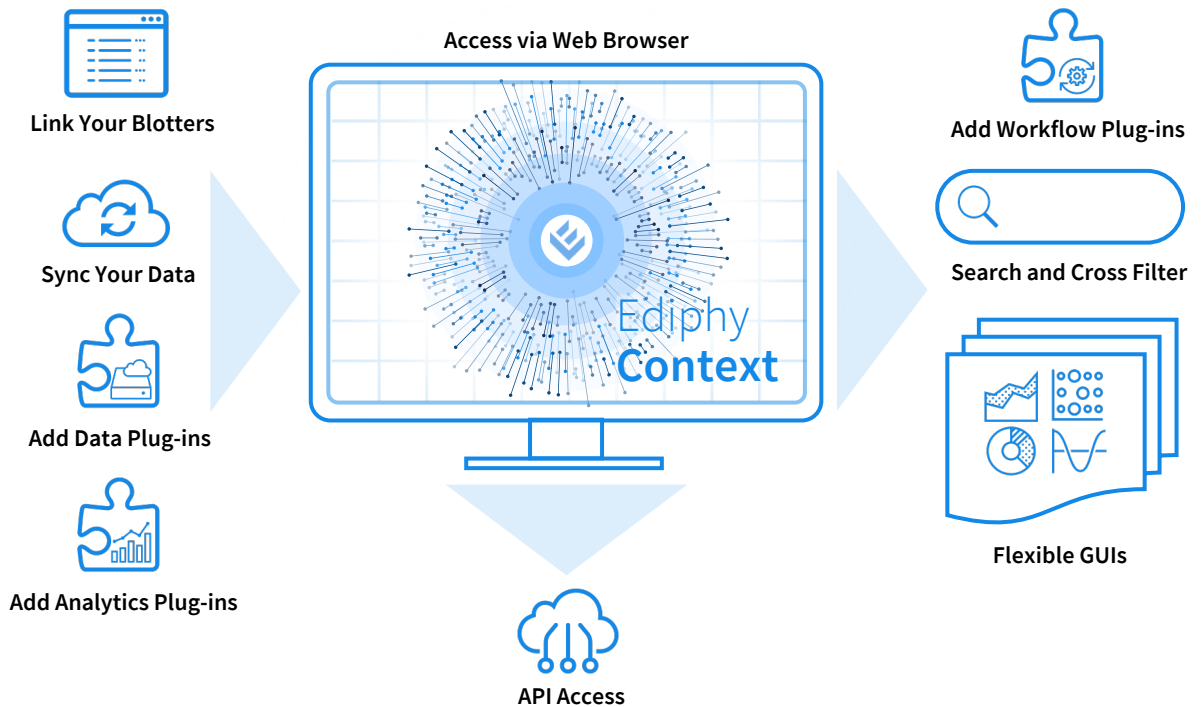 Access via Web Browser
Link Your Blotters
Sync Your Data
Add Data Plug-ins
Add Analytics Plug-ins
Ediphy
Context
API Access
Add Workflow Plug-ins
Search and Cross Filter
Flexible GUIs